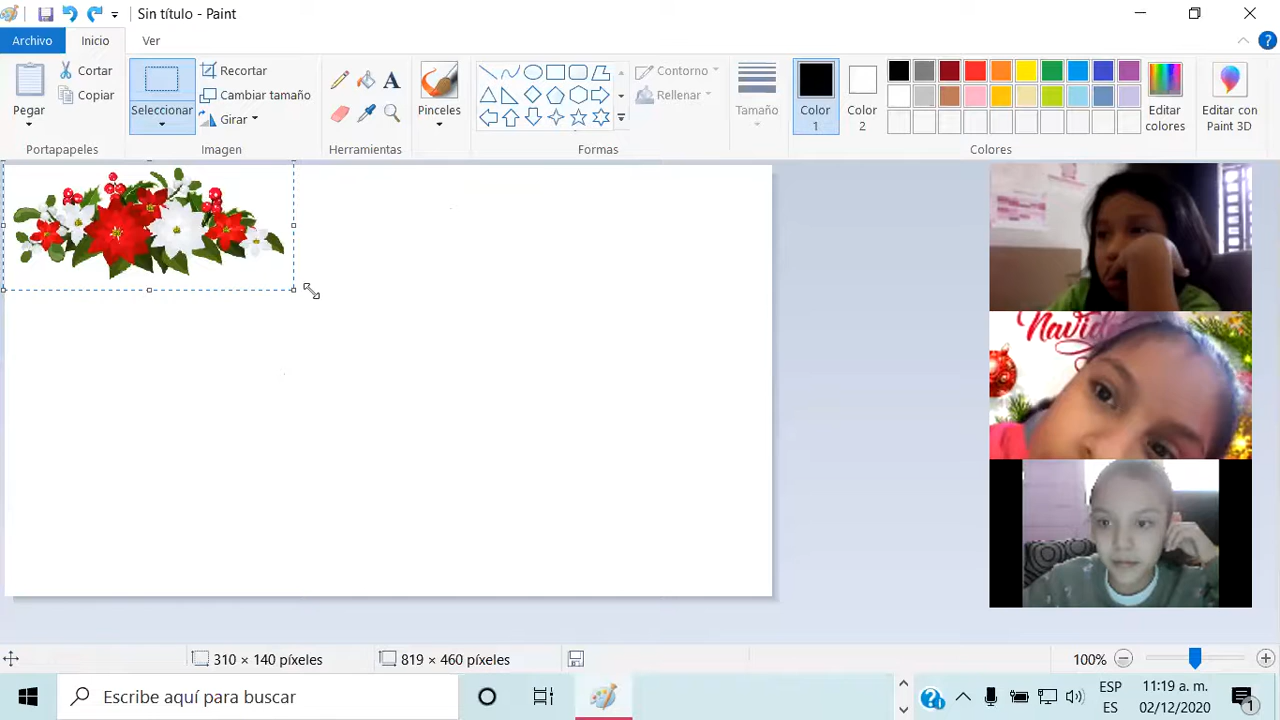 Sin título - Paint
Archivo Inicio Ver
Pegar
Cortar
Copiar
Portapapeles
Seleccionar
Recortar
Cambiar tamaño
Girar
Imagen
A
Herramientas
Pinceles
Contorno
Rellenar
Formas
Tamaño
Color 1
Color 2
Editar colores
Editar con Paint 3D
Colores
Navid
310 × 140 píxeles
819 × 460 píxeles
100%
Escribe aquí para buscar
ESP
ES
11:19 a. m.
02/12/2020
1